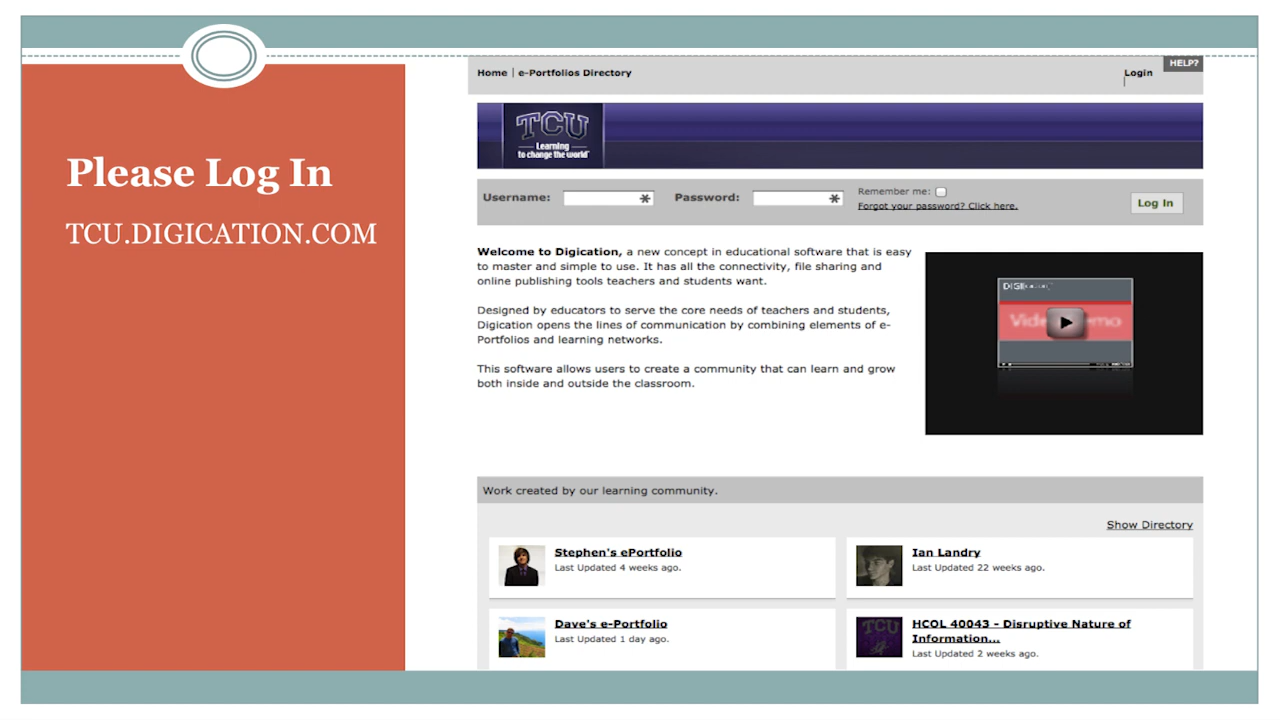 Please Log In
TCU.DIGICATION.COM
Home | e-Portfolios Directory
Login
HELP?
TCU
Learning
to change the world
Username: *
Password: *
Remember me:
Forgot your password? Click here.
Log In
Welcome to Digication, a new concept in educational software that is easy
to master and simple to use. It has all the connectivity, file sharing and
online publishing tools teachers and students want.
Designed by educators to serve the core needs of teachers and students,
Digication opens the lines of communication by combining elements of e-
Portfolios and learning networks.
This software allows users to create a community that can learn and grow
both inside and outside the classroom.
Work created by our learning community.
Show Directory
Stephen's ePortfolio
Last Updated 4 weeks ago.
Ian Landry
Last Updated 22 weeks ago.
Dave's e-Portfolio
Last Updated 1 day ago.
TCU
HCOL 40043 - Disruptive Nature of
Information...
Last Updated 2 weeks ago.